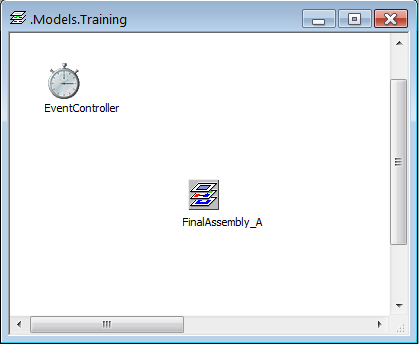 .Models.Training
EventController
FinalAssembly_A